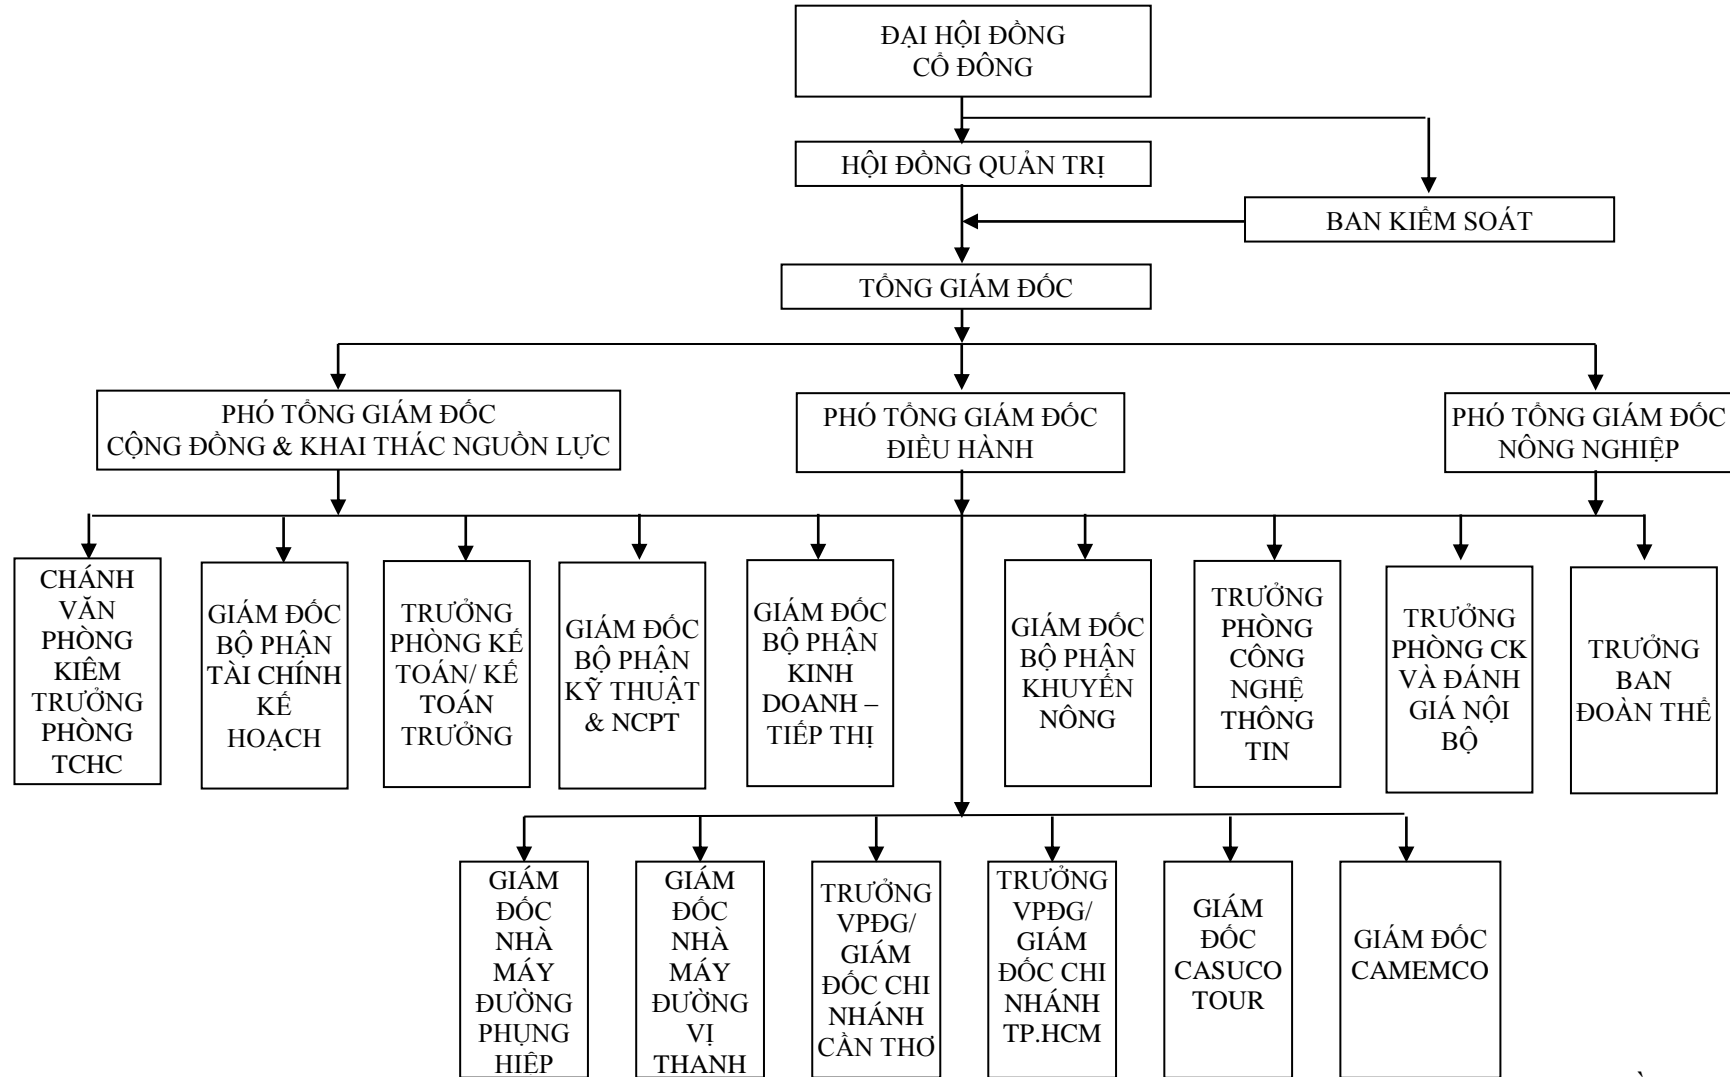 ĐẠI HỘI ĐỒNG
CỔ ĐÔNG
HỘI ĐỒNG QUẢN TRỊ
BAN KIỂM SOÁT
TỔNG GIÁM ĐỐC
PHÓ TỔNG GIÁM ĐỐC
CỘNG ĐỒNG & KHAI THÁC NGUỒN LỰC
PHÓ TỔNG GIÁM ĐỐC
ĐIỀU HÀNH
PHÓ TỔNG GIÁM ĐỐC
NÔNG NGHIỆP
CHÁNH
VĂN
PHÒNG
KIÊM
TRƯỞNG
PHÒNG
TCHC
GIÁM ĐỐC
BỘ PHẬN
TÀI CHÍNH
KẾ
HOẠCH
TRƯỞNG
PHÒNG KẾ
TOÁN/ KẾ
TOÁN
TRƯỞNG
GIÁM ĐỐC
BỘ PHẬN
KỸ THUẬT
& NCPT
GIÁM ĐỐC
BỘ PHẬN
KINH
DOANH –
TIẾP THỊ
GIÁM ĐỐC
BỘ PHẬN
KHUYẾN
NÔNG
TRƯỞNG
PHÒNG
CÔNG
NGHỆ
THÔNG
TIN
TRƯỞNG
PHÒNG CK
VÀ ĐÁNH
GIÁ NỘI
BỘ
TRƯỞNG
BAN
ĐOÀN THỂ
GIÁM
ĐỐC
NHÀ
MÁY
ĐƯỜNG
PHỤNG
HIỆP
GIÁM
ĐỐC
NHÀ
MÁY
ĐƯỜNG
VỊ
THANH
TRƯỞNG
VPĐG/
GIÁM
ĐỐC CHI
NHÁNH
CẦN THƠ
TRƯỞNG
VPĐG/
GIÁM
ĐỐC CHI
NHÁNH
TP.HCM
GIÁM
ĐỐC
CASUCO
TOUR
GIÁM ĐỐC
CAMEMCO